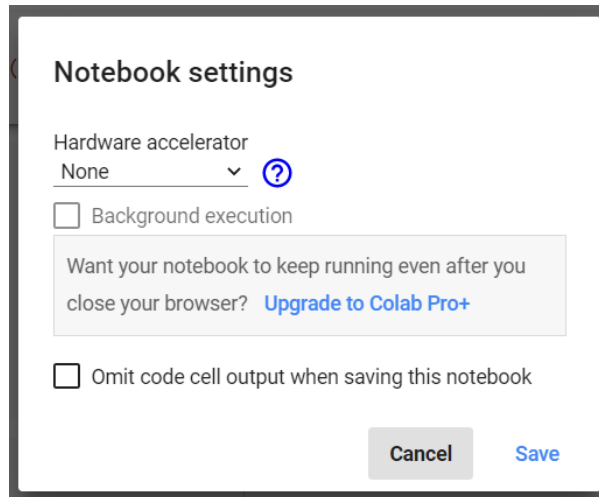 Notebook settings
Hardware accelerator
None
Background execution
Want your notebook to keep running even after you
close your browser? Upgrade to Colab Pro+
Omit code cell output when saving this notebook
Cancel Save